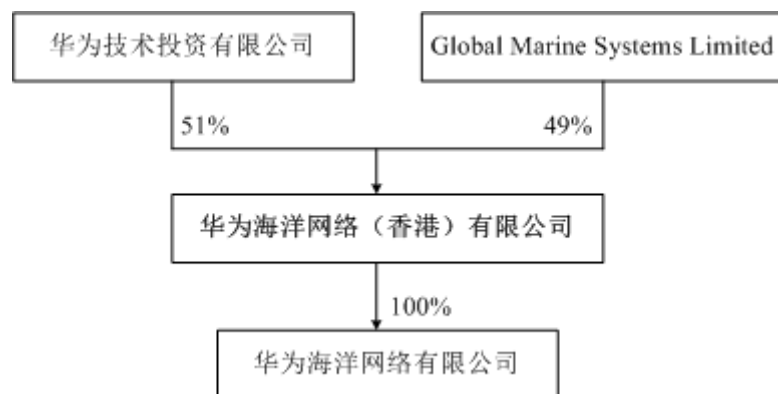 华为技术投资有限公司
Global Marine Systems Limited
51%
49%
华为海洋网络（香港）有限公司
100%
华为海洋网络有限公司